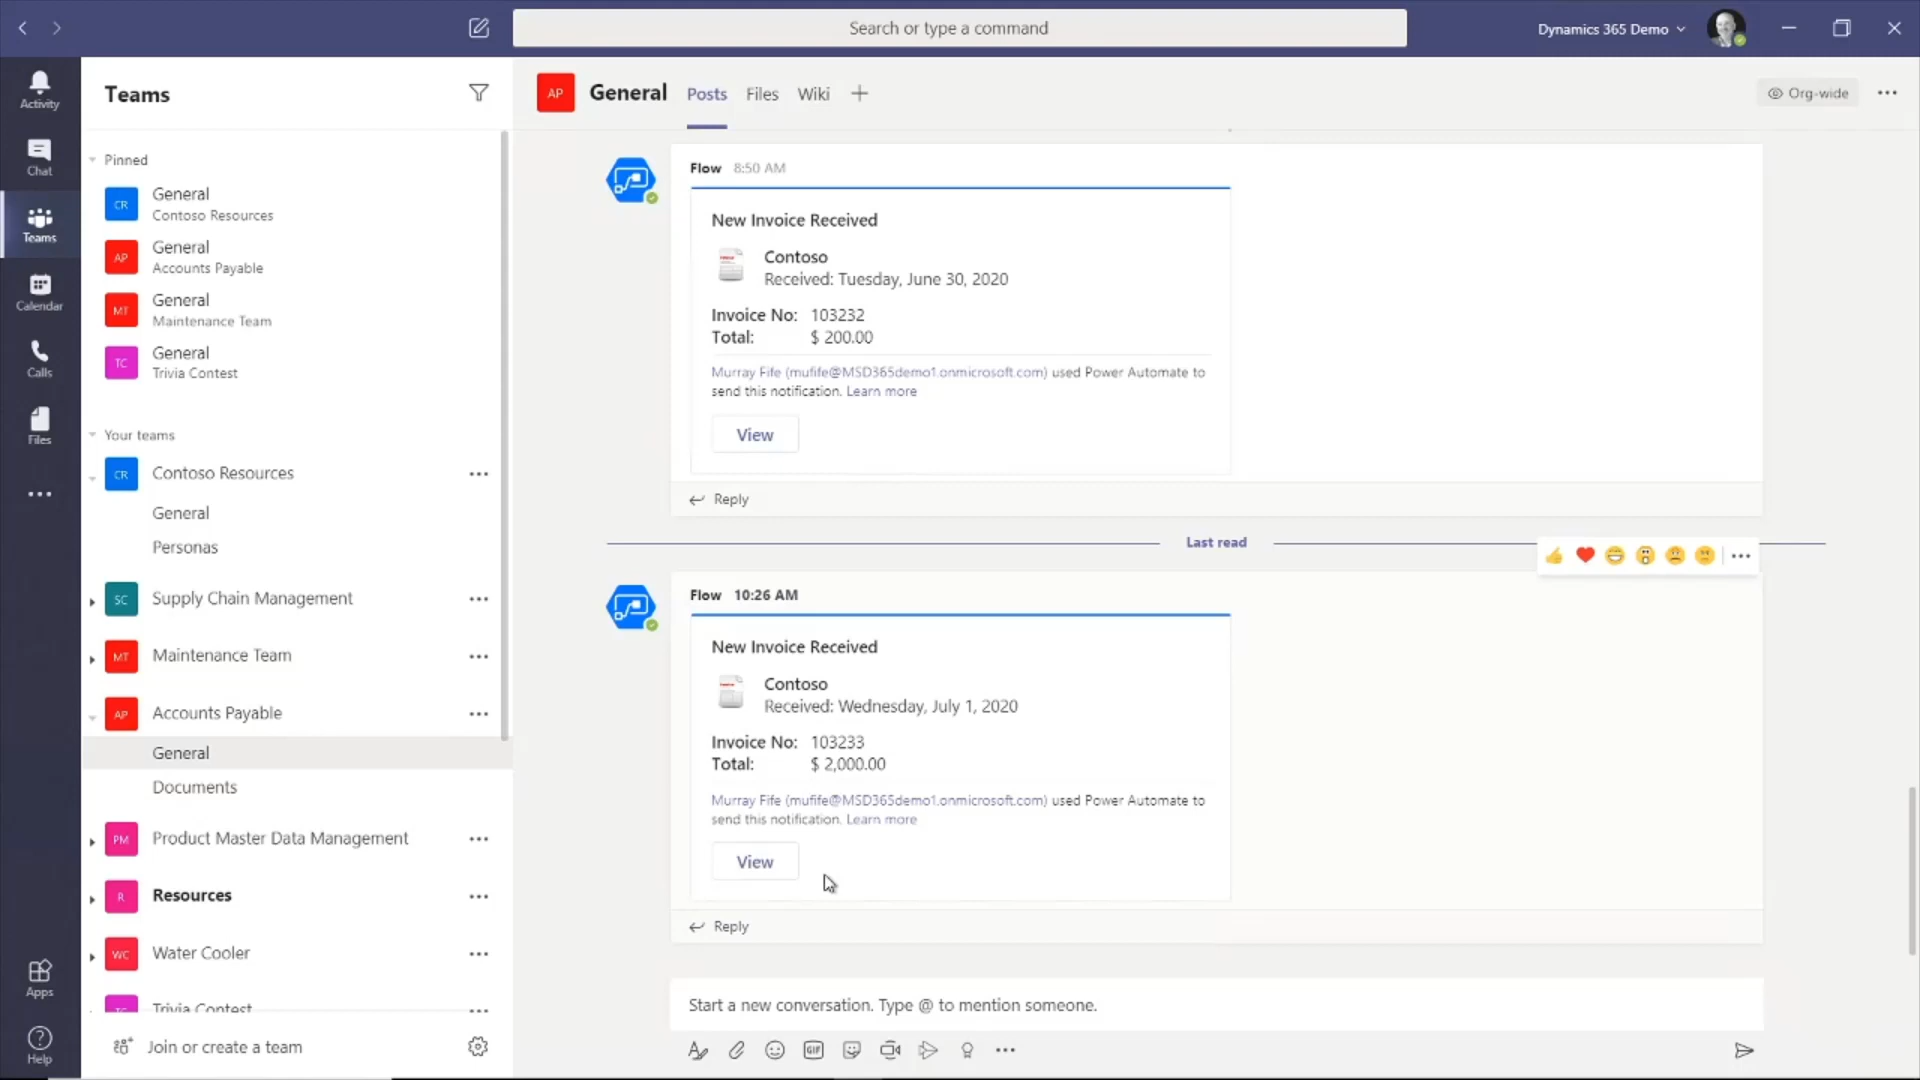 Search or type a command
Dynamics 365 Demo
Activity
Chat
Teams
Calendar
Calls
Files
Apps
Help
Teams
Pinned
CR
General
Contoso Resources
AP
General
Accounts Payable
MT
General
Maintenance Team
TC
General
Trivia Contest
Your teams
CR
Contoso Resources
General
Personas
SC
Supply Chain Management
MT
Maintenance Team
AP
Accounts Payable
General
Documents
PM
Product Master Data Management
R
Resources
WC
Water Cooler
Trivia Contest
Join or create a team
AP
General
Posts
Files
Wiki
Org-wide
Flow 8:50 AM
New Invoice Received
Contoso
Received: Tuesday, June 30, 2020
Invoice No: 103232
Total: $ 200.00
Murray Fife (mufife@MSD365demo1.onmicrosoft.com) used Power Automate to
send this notification. Learn more
View
Reply
Last read
Flow 10:26 AM
New Invoice Received
Contoso
Received: Wednesday, July 1, 2020
Invoice No: 103233
Total: $ 2,000.00
Murray Fife (mufife@MSD365demo1.onmicrosoft.com) used Power Automate to
send this notification. Learn more
View
Reply
Start a new conversation. Type @ to mention someone.
GIF